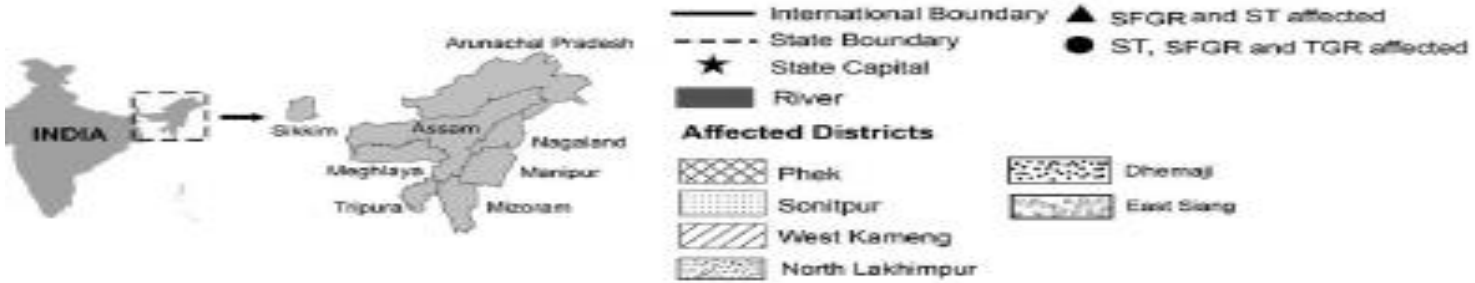 INDIA
Arunachal Pradesh
Sikkim
Assam
Nagaland
Meghlaya
Manipur
Tripura
Mizoram
International Boundary
State Boundary
State Capital
River
SFGR and ST affected
ST, SFGR and TGR affected
Affected Districts
Phek
Sonitpur
West Kameng
North Lakhimpur
Dhemaji
East Siang